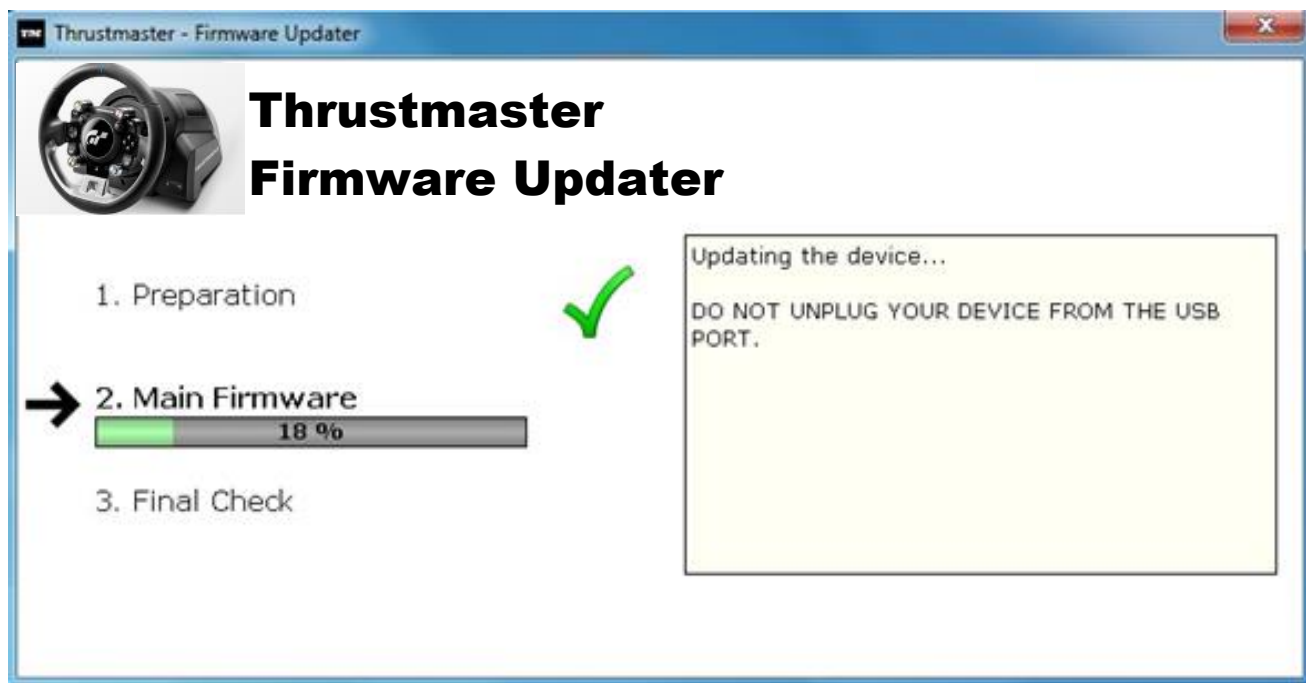 Thrustmaster - Firmware Updater
Thrustmaster
Firmware Updater
1. Preparation
2. Main Firmware
18 %
3. Final Check
Updating the device...
DO NOT UNPLUG YOUR DEVICE FROM THE USB
PORT.